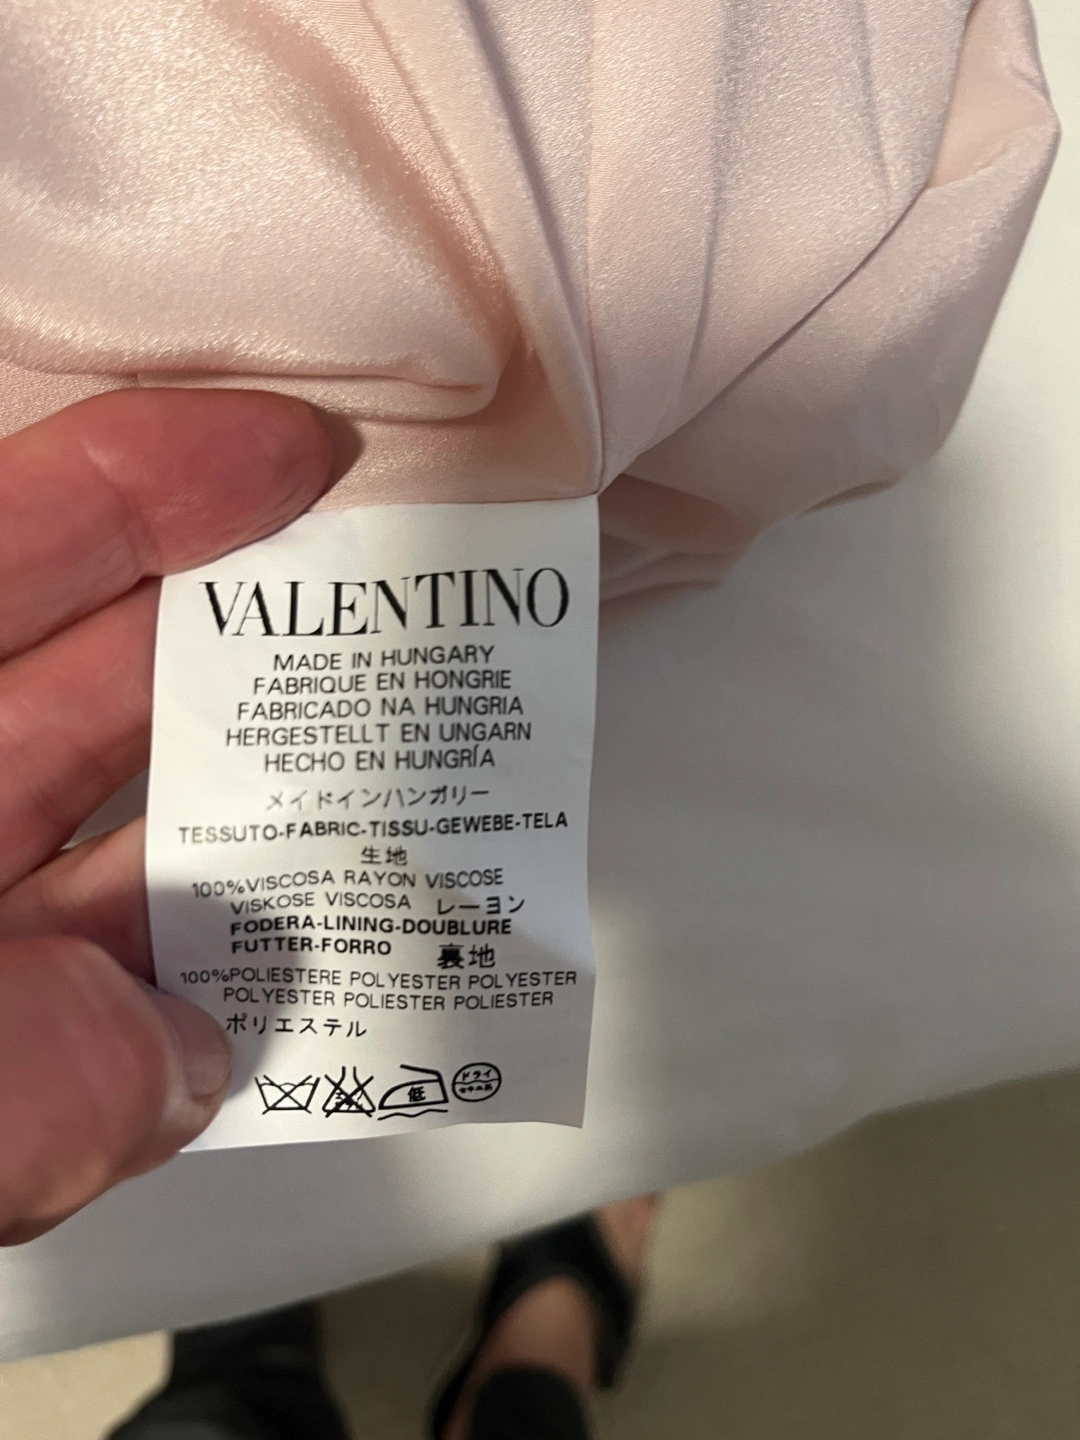 VALENTINO
MADE IN HUNGARY
FABRIQUE EN HONGRIE
FABRICADO NA HUNGRIA
HERGESTELLT EN UNGARN
HECHO EN HUNGRÍA
メイドインハンガリー
TESSUTO-FABRIC-TISSU-GEWEBE-TELA
生地
100%VISCOSA RAYON VISCOSE
VISKOSE VISCOSA レーヨン
FODERA-LINING-DOUBLURE
FUTTER-FORRO 裏地
100%POLIESTERE POLYESTER POLYESTER
POLYESTER POLIESTER POLIESTER
ポリエステル
低 ドライ